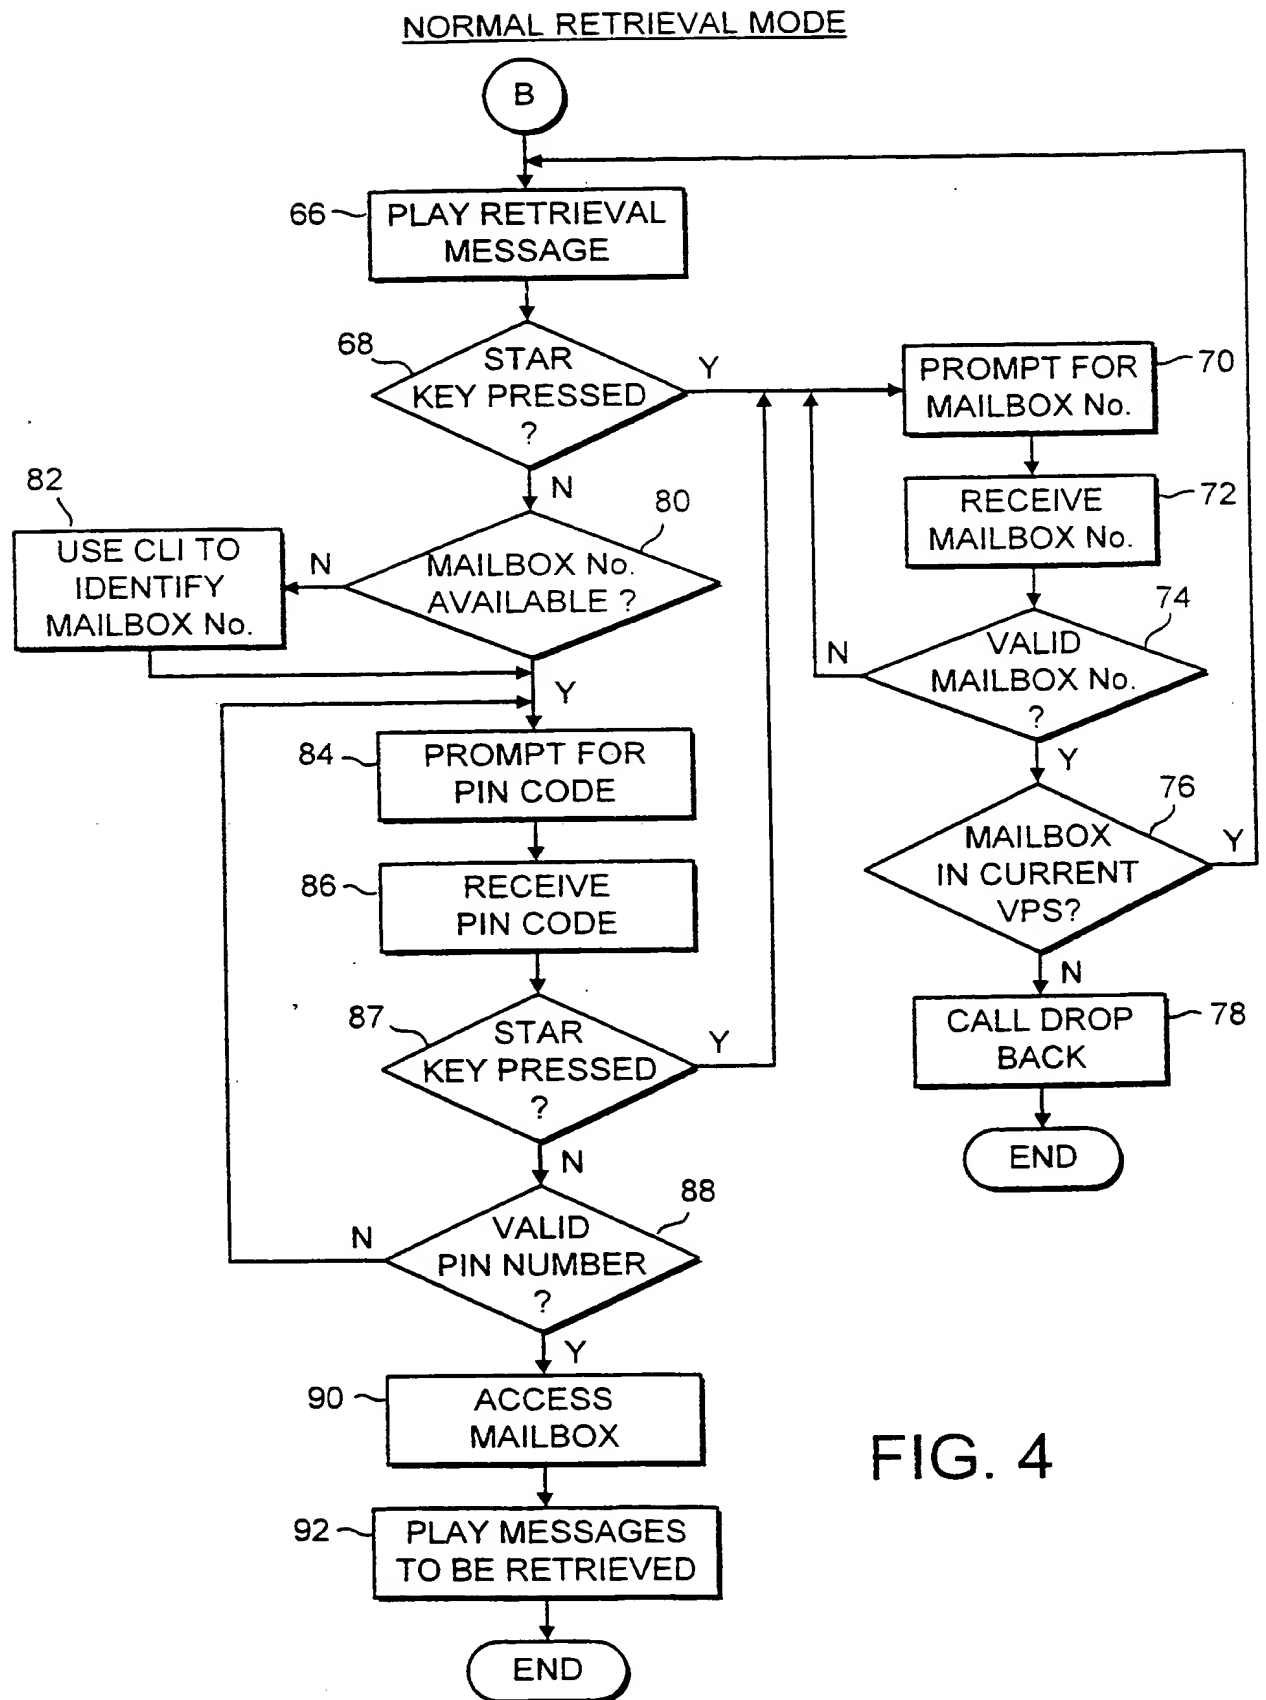 NORMAL RETRIEVAL MODE
B
66
PLAY RETRIEVAL
MESSAGE
68
STAR
KEY PRESSED
?
Y
N
70
PROMPT FOR
MAILBOX No.
72
RECEIVE
MAILBOX No.
82
USE CLI TO
IDENTIFY
MAILBOX No.
N
80
MAILBOX No.
AVAILABLE ?
Y
74
VALID
MAILBOX No.
?
N
Y
84
PROMPT FOR
PIN CODE
76
MAILBOX
IN CURRENT
VPS?
Y
N
86
RECEIVE
PIN CODE
87
STAR
KEY PRESSED
?
Y
N
78
CALL DROP
BACK
END
88
VALID
PIN NUMBER
?
N
Y
90
ACCESS
MAILBOX
92
PLAY MESSAGES
TO BE RETRIEVED
END
FIG. 4